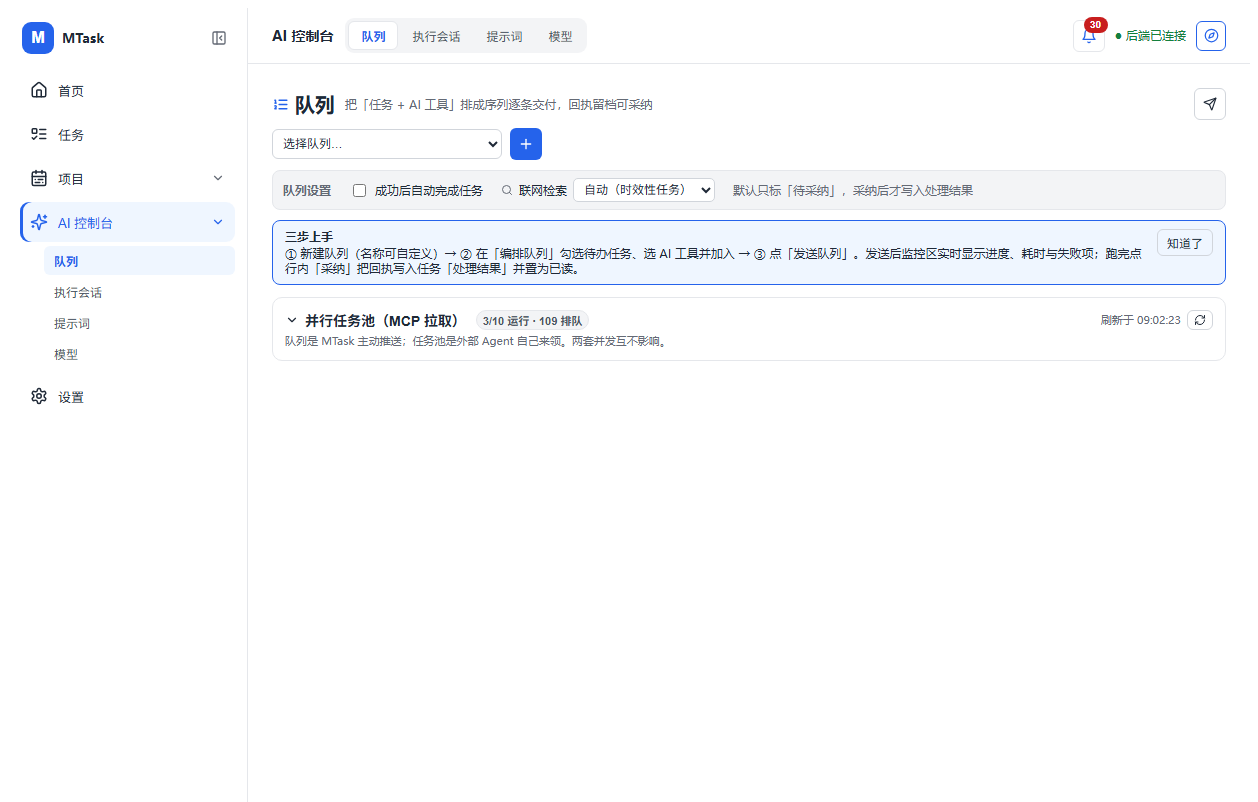 M MTask
首页
任务
项目
AI 控制台
队列
执行会话
提示词
模型
设置
AI 控制台 队列 执行会话 提示词 模型
30
后端已连接
队列 把「任务 + AI 工具」排成序列逐条交付，回执留档可采纳
选择队列...
+
队列设置 成功后自动完成任务 联网检索 自动（时效性任务） 默认只标「待采纳」，采纳后才写入处理结果
三步上手
① 新建队列（名称可自定义）→ ② 在「编排队列」勾选待办任务、选 AI 工具并加入 → ③ 点「发送队列」。发送后监控区实时显示进度、耗时与失败项；跑完点
行内「采纳」把回执写入任务「处理结果」并置为已读。
知道了
并行任务池（MCP 拉取） 3/10 运行 · 109 排队
刷新于 09:02:23
队列是 MTask 主动推送；任务池是外部 Agent 自己来领。两套并发互不影响。